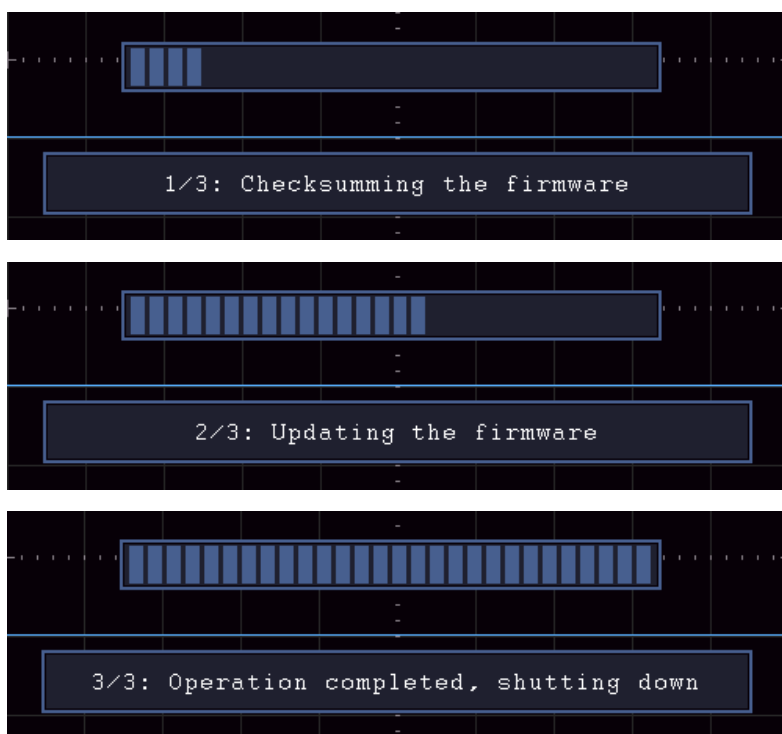 1/3: Checksumming the firmware
2/3: Updating the firmware
3/3: Operation completed, shutting down